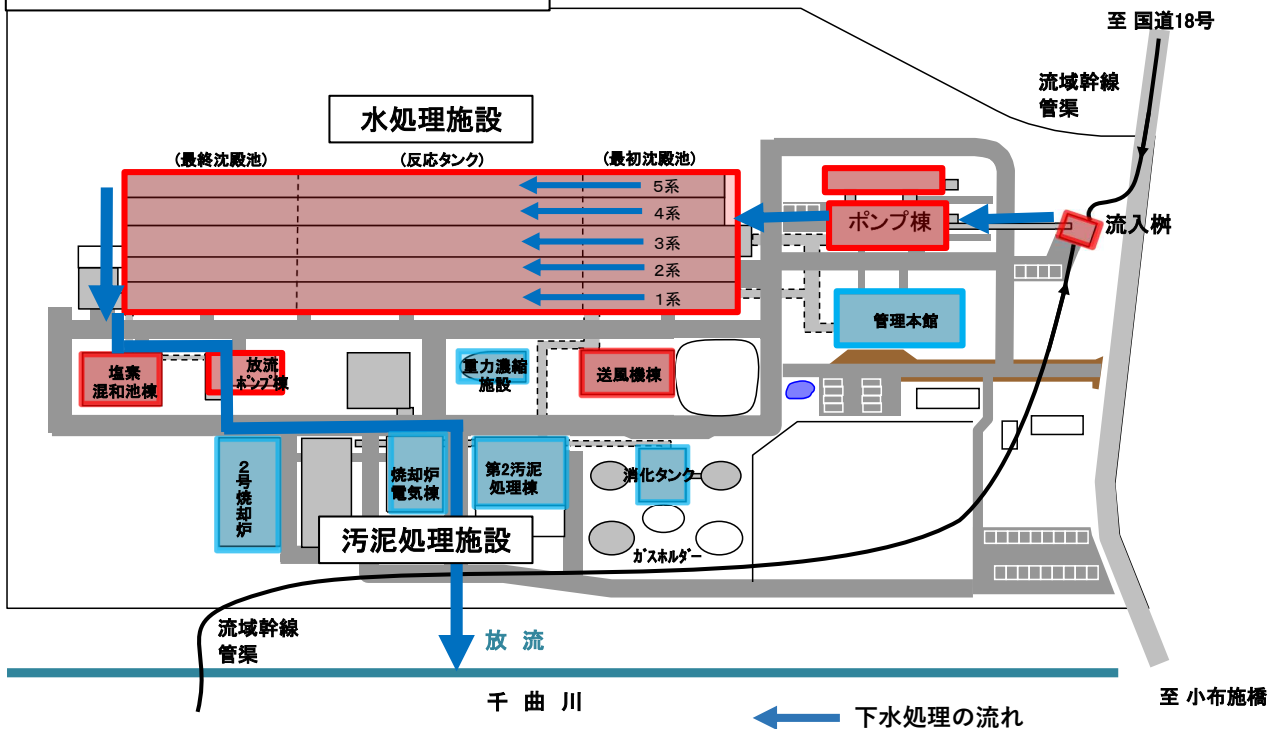 至 国道18号
流域幹線
管渠
水処理施設
(最終沈殿池)
(反応タンク)
(最初沈殿池)
5系
4系
3系
2系
1系
ポンプ棟
流入桝
管理本館
塩素
混和池棟
放流
ポンプ棟
重力濃縮
施設
送風機棟
2号焼却炉
焼却炉
電気棟
第2汚泥
処理棟
消化タンク
汚泥処理施設
ガスホルダー
流域幹線
管渠
放 流
千 曲 川
至 小布施橋
下水処理の流れ